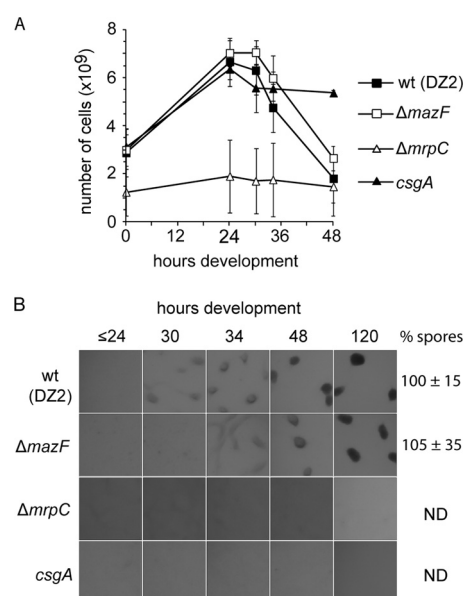 A
number of cells (x10⁹)
8
6
4
2
0
0 12 24 36 48
hours development
wt (DZ2)
ΔmazF
ΔmrpC
csgA
B
hours development
≤24 30 34 48 120 % spores
wt
(DZ2)
100 ± 15
ΔmazF
105 ± 35
ΔmrpC
ND
csgA
ND